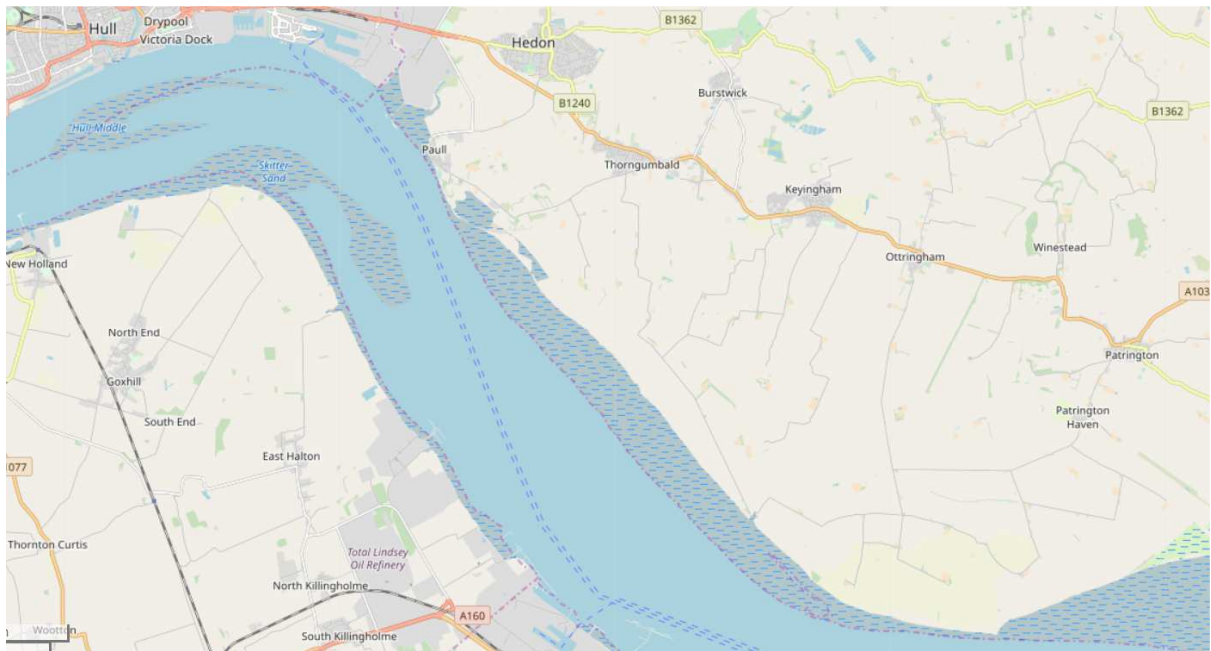 Hull
Drypool
Victoria Dock
B1362
Hedon
Burstwick
B1240
B1362
Hull Middle
Paull
Thorngumbald
Skitter
Sand
Keyingham
Winestead
Ottringham
New Holland
A103
North End
Patrington
Goxhill
Patrington
Haven
South End
East Halton
1077
Thornton Curtis
Total Lindsey
Oil Refinery
North Killingholme
A160
Wootton
South Killingholme